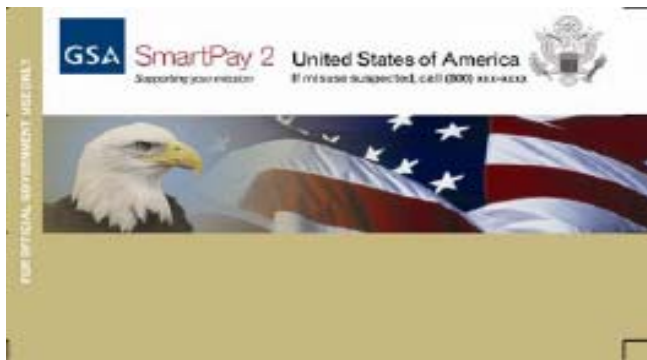 GSA
SmartPay 2
Supporting your mission
United States of America
If misuse suspected, call (800) xxx-xxxx
FOR OFFICIAL GOVERNMENT USE ONLY